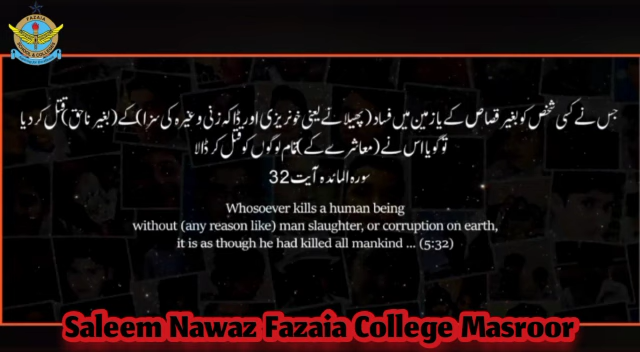 FAZAIA
SCHOOL & COLLEGE
جس نے کسی شخص کو بغیر قصاص کے یا زمین میں فساد (پھیلانے یعنی خونریزی اور ڈاکہ زنی وغیرہ کی سزا) کے (بغیر ناحق) قتل کر دیا
تو گویا اس نے (معاشرے کے) تمام لوگوں کو قتل کر ڈالا
سورہ المائدہ آیت 32
Whosoever kills a human being
without (any reason like) man slaughter, or corruption on earth,
it is as though he had killed all mankind ... (5:32)
Saleem Nawaz Fazaia College Masroor